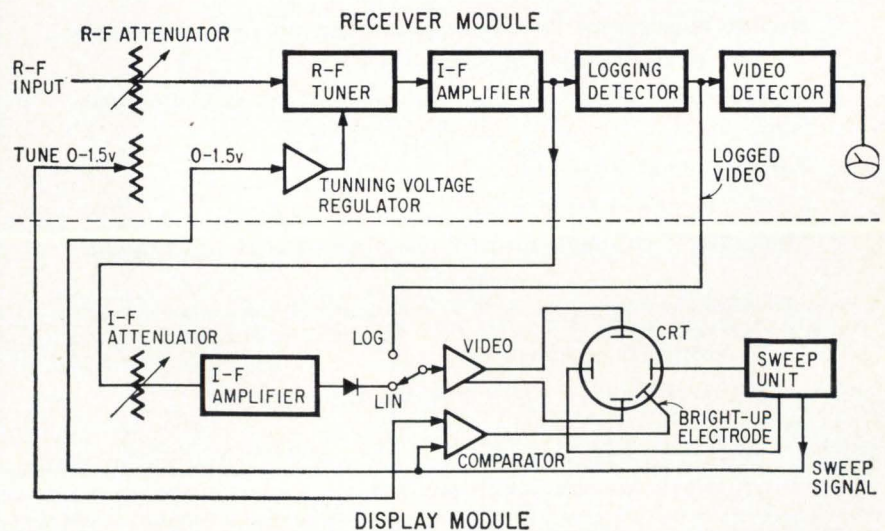 RECEIVER MODULE
R-F ATTENUATOR
R-F
INPUT
R-F
TUNER
I-F
AMPLIFIER
LOGGING
DETECTOR
VIDEO
DETECTOR
TUNE 0-1.5v
0-1.5v
TUNNING VOLTAGE
REGULATOR
LOGGED
VIDEO
I-F
ATTENUATOR
I-F
AMPLIFIER
LOG
LIN
VIDEO
CRT
SWEEP
UNIT
BRIGHT-UP
ELECTRODE
COMPARATOR
SWEEP
SIGNAL
DISPLAY MODULE